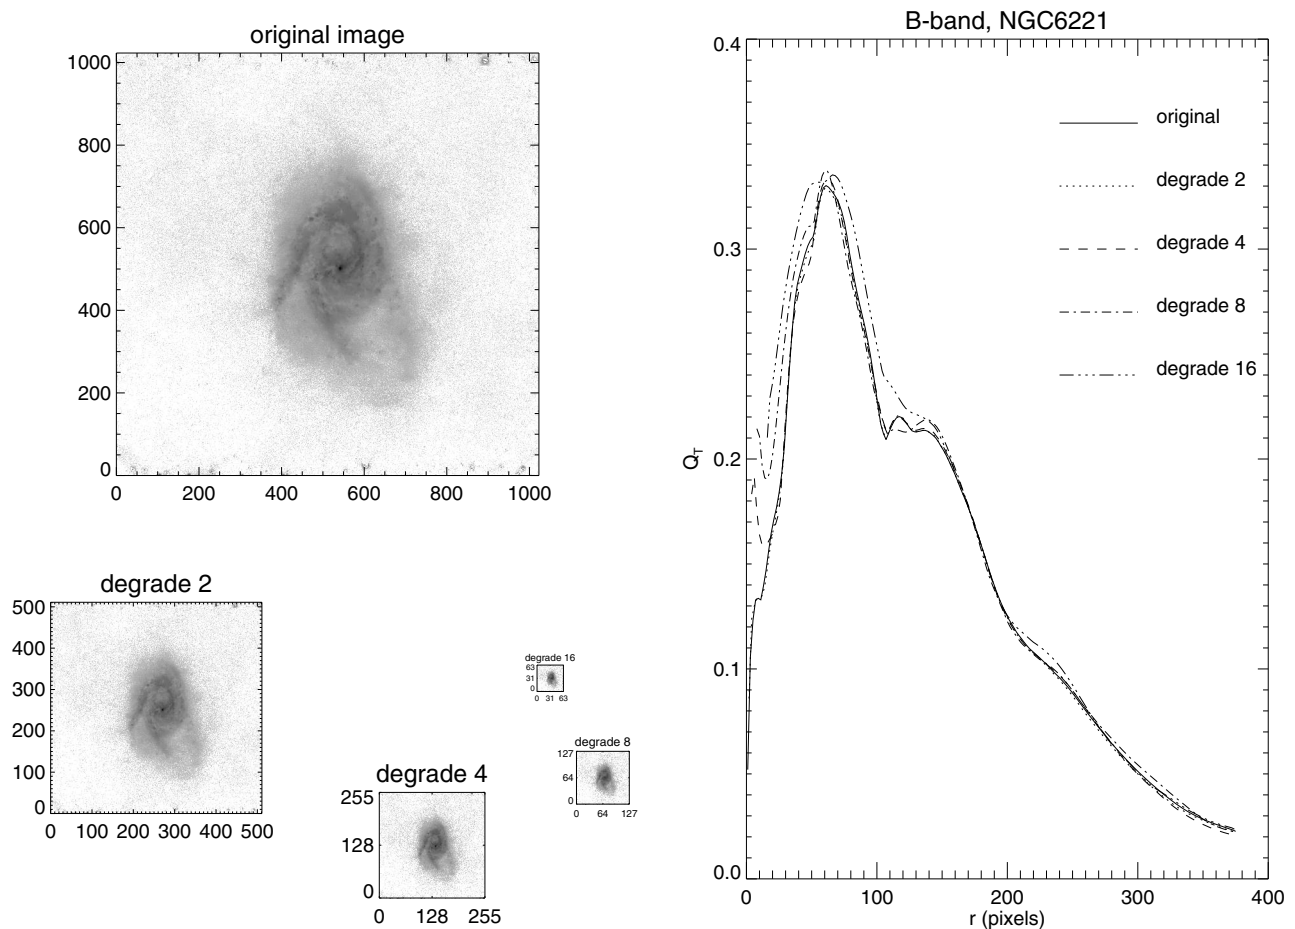 original image
1000
800
600
400
200
0
0 200 400 600 800 1000
degrade 2
500
400
300
200
100
0
0 100 200 300 400 500
degrade 4
255
128
0
0 128 255
degrade 16
63
31
0
0 31 63
degrade 8
127
64
0
0 64 127
B-band, NGC6221
0.4
0.3
0.2
0.1
0.0
Q_T
0 100 200 300 400
r (pixels)
original
degrade 2
degrade 4
degrade 8
degrade 16